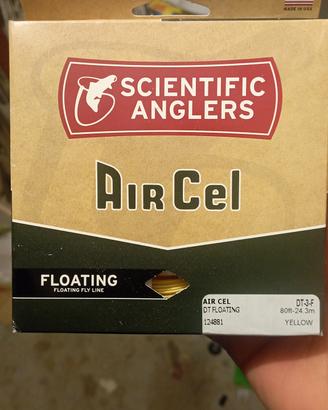 MADE IN USA
SCIENTIFIC
ANGLERS
AIR Cel
FLOATING
FLOATING FLY LINE
AIR CEL DT-3-F
DT FLOATING 80ft-24.3m
124881 YELLOW